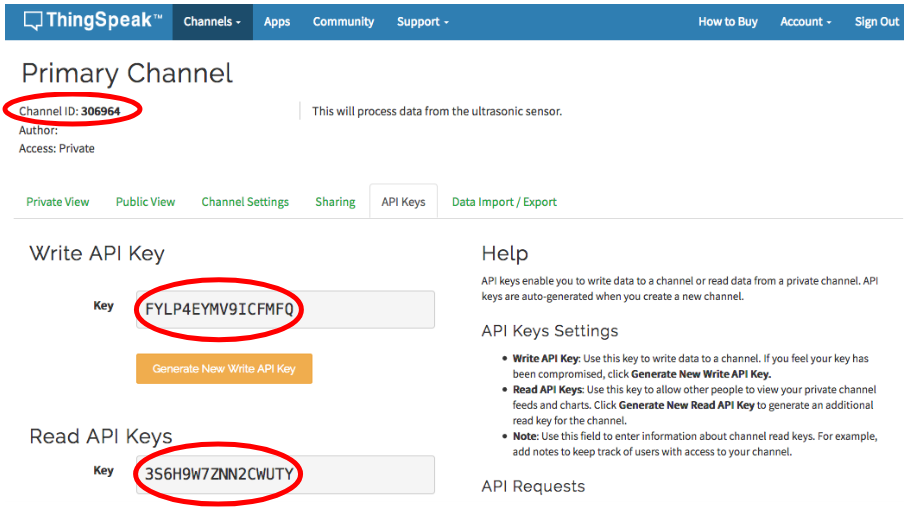 ThingSpeak™ Channels Apps Community Support How to Buy Account Sign Out
Primary Channel
Channel ID: 306964
Author:
Access: Private
This will process data from the ultrasonic sensor.
Private View Public View Channel Settings Sharing API Keys Data Import / Export
Write API Key
Key FYLP4EYMV9ICFMFQ
Generate New Write API Key
Read API Keys
Key 3S6H9W7ZNN2CWUTY
Help
API keys enable you to write data to a channel or read data from a private channel. API
keys are auto-generated when you create a new channel.
API Keys Settings
• Write API Key: Use this key to write data to a channel. If you feel your key has
been compromised, click Generate New Write API Key.
• Read API Keys: Use this key to allow other people to view your private channel
feeds and charts. Click Generate New Read API Key to generate an additional
read key for the channel.
• Note: Use this field to enter information about channel read keys. For example,
add notes to keep track of users with access to your channel.
API Requests